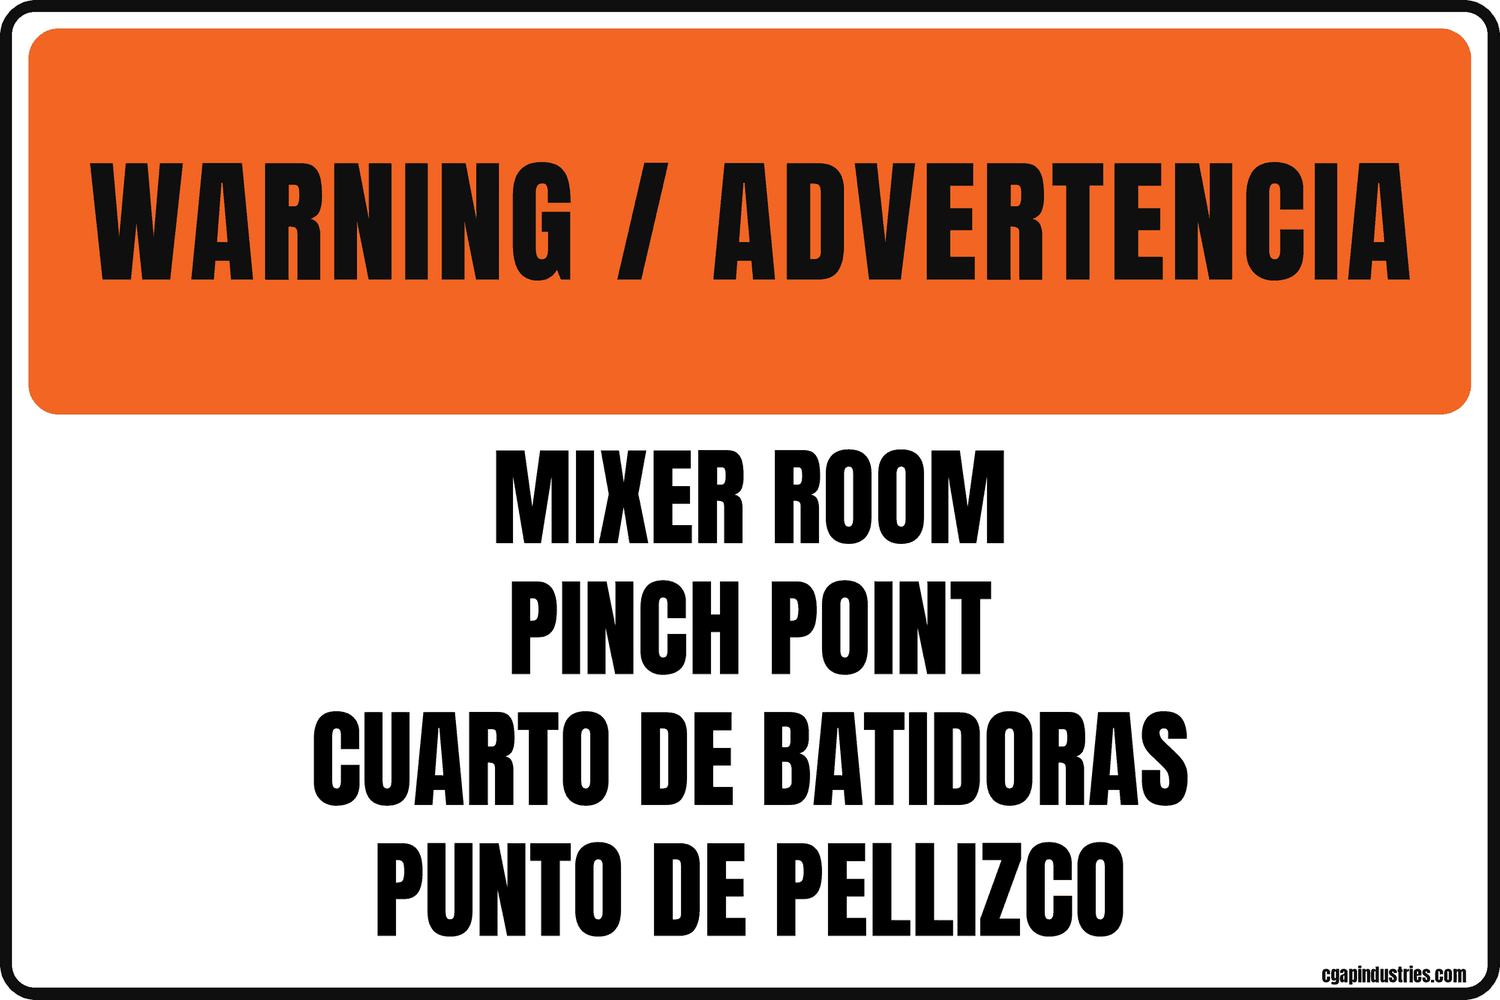 WARNING / ADVERTENCIA
MIXER ROOM
PINCH POINT
CUARTO DE BATIDORAS
PUNTO DE PELLIZCO
cgapindustries.com